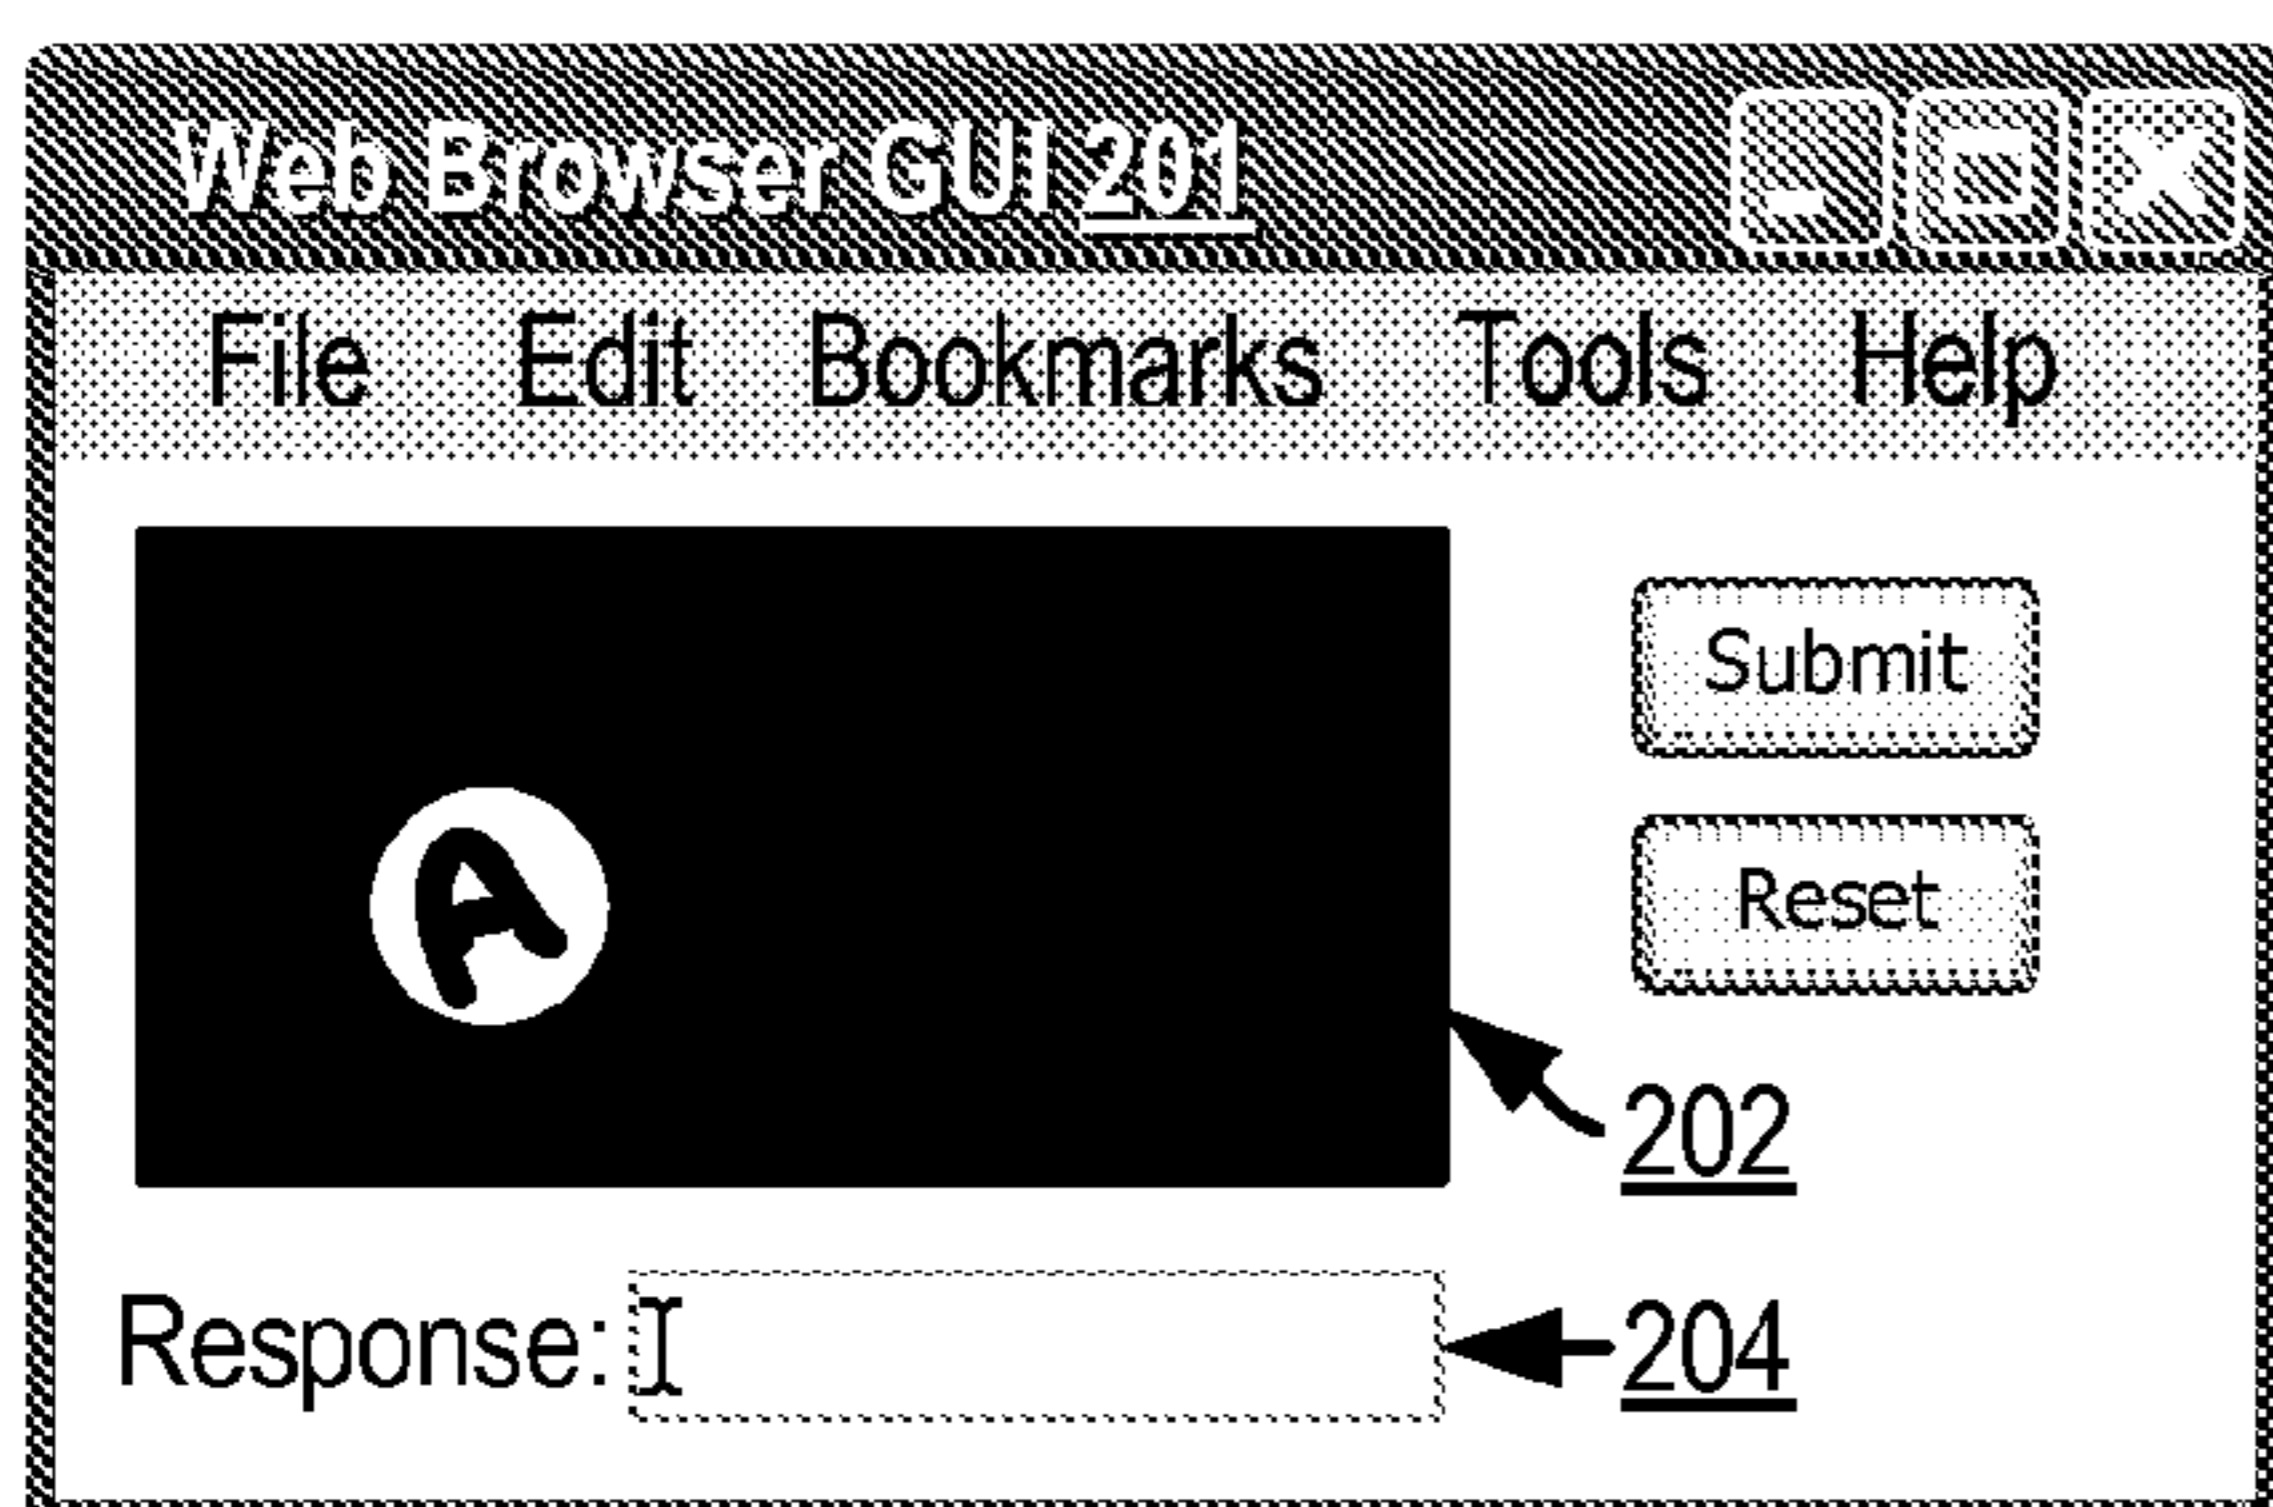 Web Browser GUI 201
File Edit Bookmarks Tools Help
Submit
A
Reset
202
Response: 204